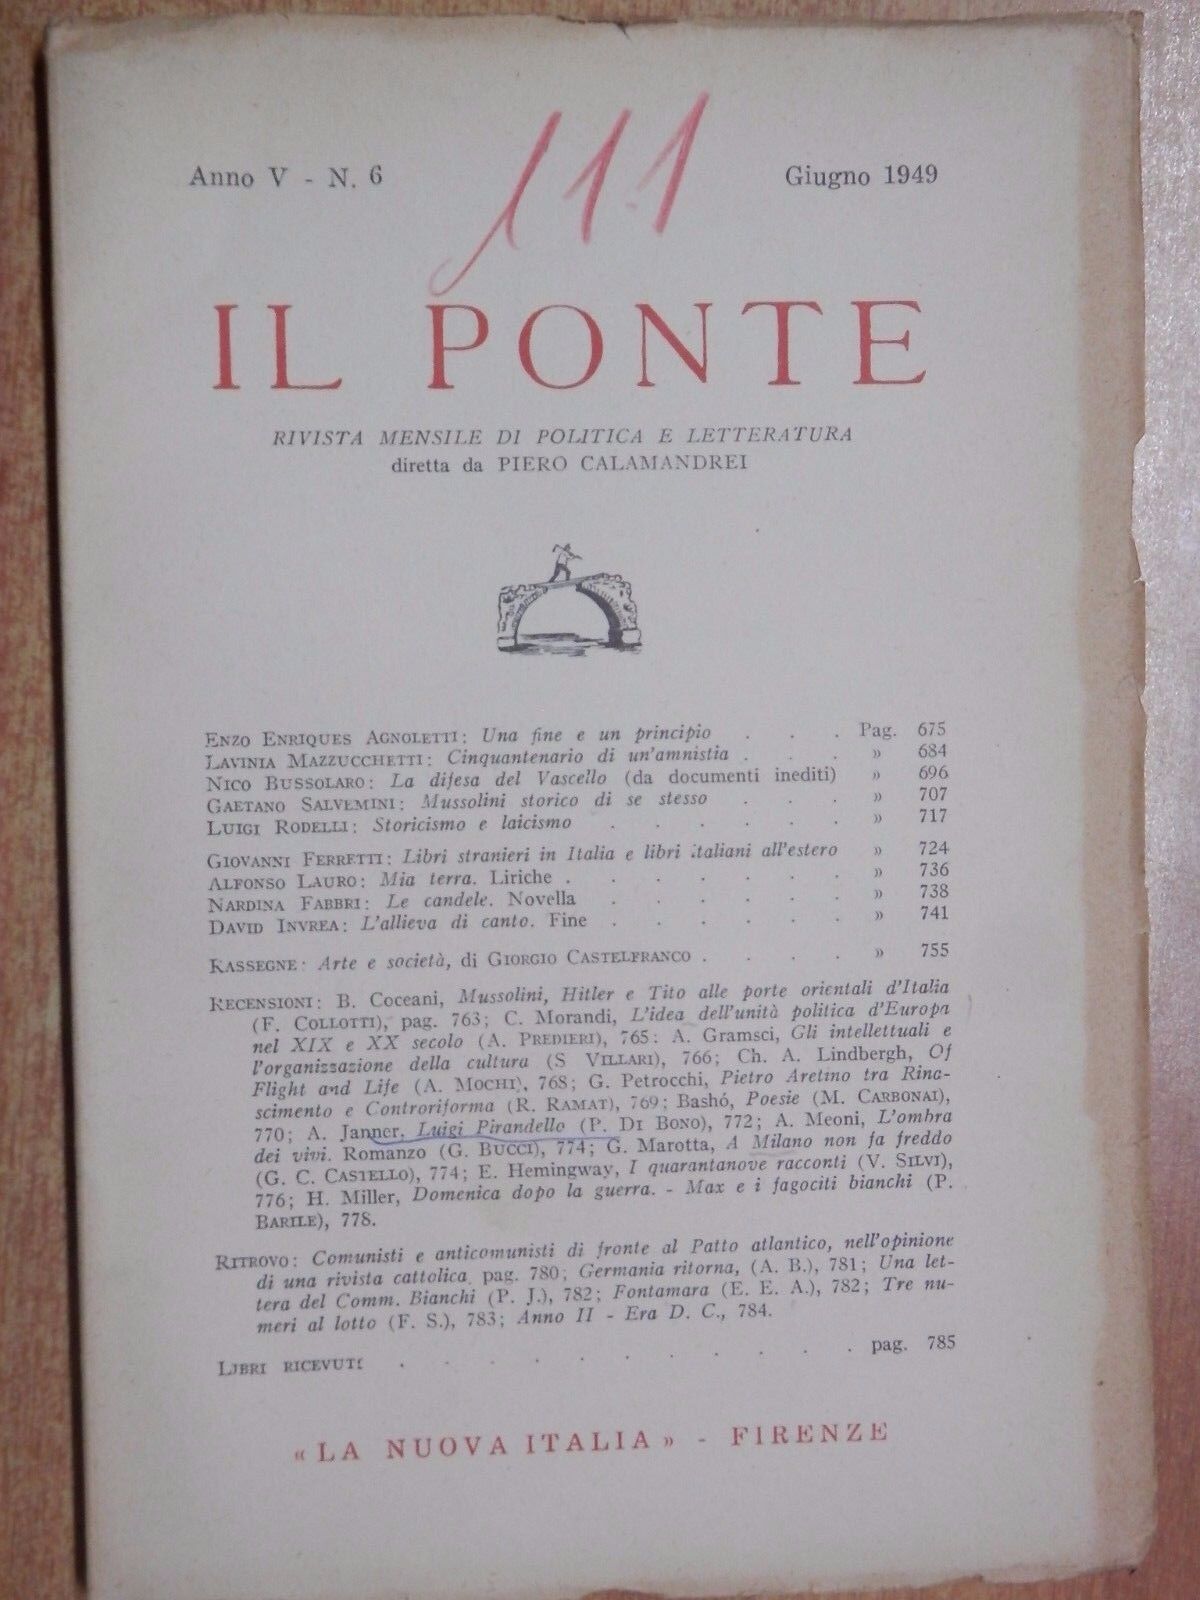 111
Anno V - N. 6 Giugno 1949
IL PONTE
RIVISTA MENSILE DI POLITICA E LETTERATURA
diretta da PIERO CALAMANDREI
ENZO ENRIQUES AGNOLETTI: Una fine e un principio . . . Pag. 675
LAVINIA MAZZUCCHETTI: Cinquantenario di un'amnistia . . . » 684
NICO BUSSOLARO: La difesa del Vascello (da documenti inediti) » 696
GAETANO SALVEMINI: Mussolini storico di se stesso . . . » 707
LUIGI RODELLI: Storicismo e laicismo . . . . . . » 717
GIOVANNI FERRETTI: Libri stranieri in Italia e libri italiani all'estero » 724
ALFONSO LAURO: Mia terra. Liriche . . . . . . . » 736
NARDINA FABBRI: Le candele. Novella . . . . . . » 738
DAVID INVREA: L'allieva di canto. Fine . . . . . . » 741
RASSEGNE: Arte e società, di GIORGIO CASTELFRANCO . . . . » 755
RECENSIONI: B. Coceani, Mussolini, Hitler e Tito alle porte orientali d'Italia
(F. COLLOTTI), pag. 763; C. Morandi, L'idea dell'unità politica d'Europa
nel XIX e XX secolo (A. PREDIERI), 765: A. Gramsci, Gli intellettuali e
l'organizzazione della cultura (S VILLARI), 766; Ch. A. Lindbergh, Of
Flight and Life (A. MOCHI), 768; G. Petrocchi, Pietro Aretino tra Rina-
scimento e Controriforma (R. RAMAT), 769; Bashó, Poesie (M. CARBONAI),
770; A. Janner, Luigi Pirandello (P. DI BONO), 772; A. Meoni, L'ombra
dei vivi. Romanzo (G. BUCCI), 774; G. Marotta, A Milano non fa freddo
(G. C. CASTELLO), 774; E. Hemingway, I quarantanove racconti (V. SILVI),
776; H. Miller, Domenica dopo la guerra. - Max e i fagociti bianchi (P.
BARILE), 778.
RITROVO: Comunisti e anticomunisti di fronte al Patto atlantico, nell'opinione
di una rivista cattolica pag. 780; Germania ritorna, (A. B.), 781; Una let-
tera del Comm. Bianchi (P. J.), 782; Fontamara (E. E. A.), 782; Tre nu-
meri al lotto (F. S.), 783; Anno II - Era D. C., 784.
LIBRI RICEVUTI . . . . . . . . . . . pag. 785
« LA NUOVA ITALIA » - FIRENZE